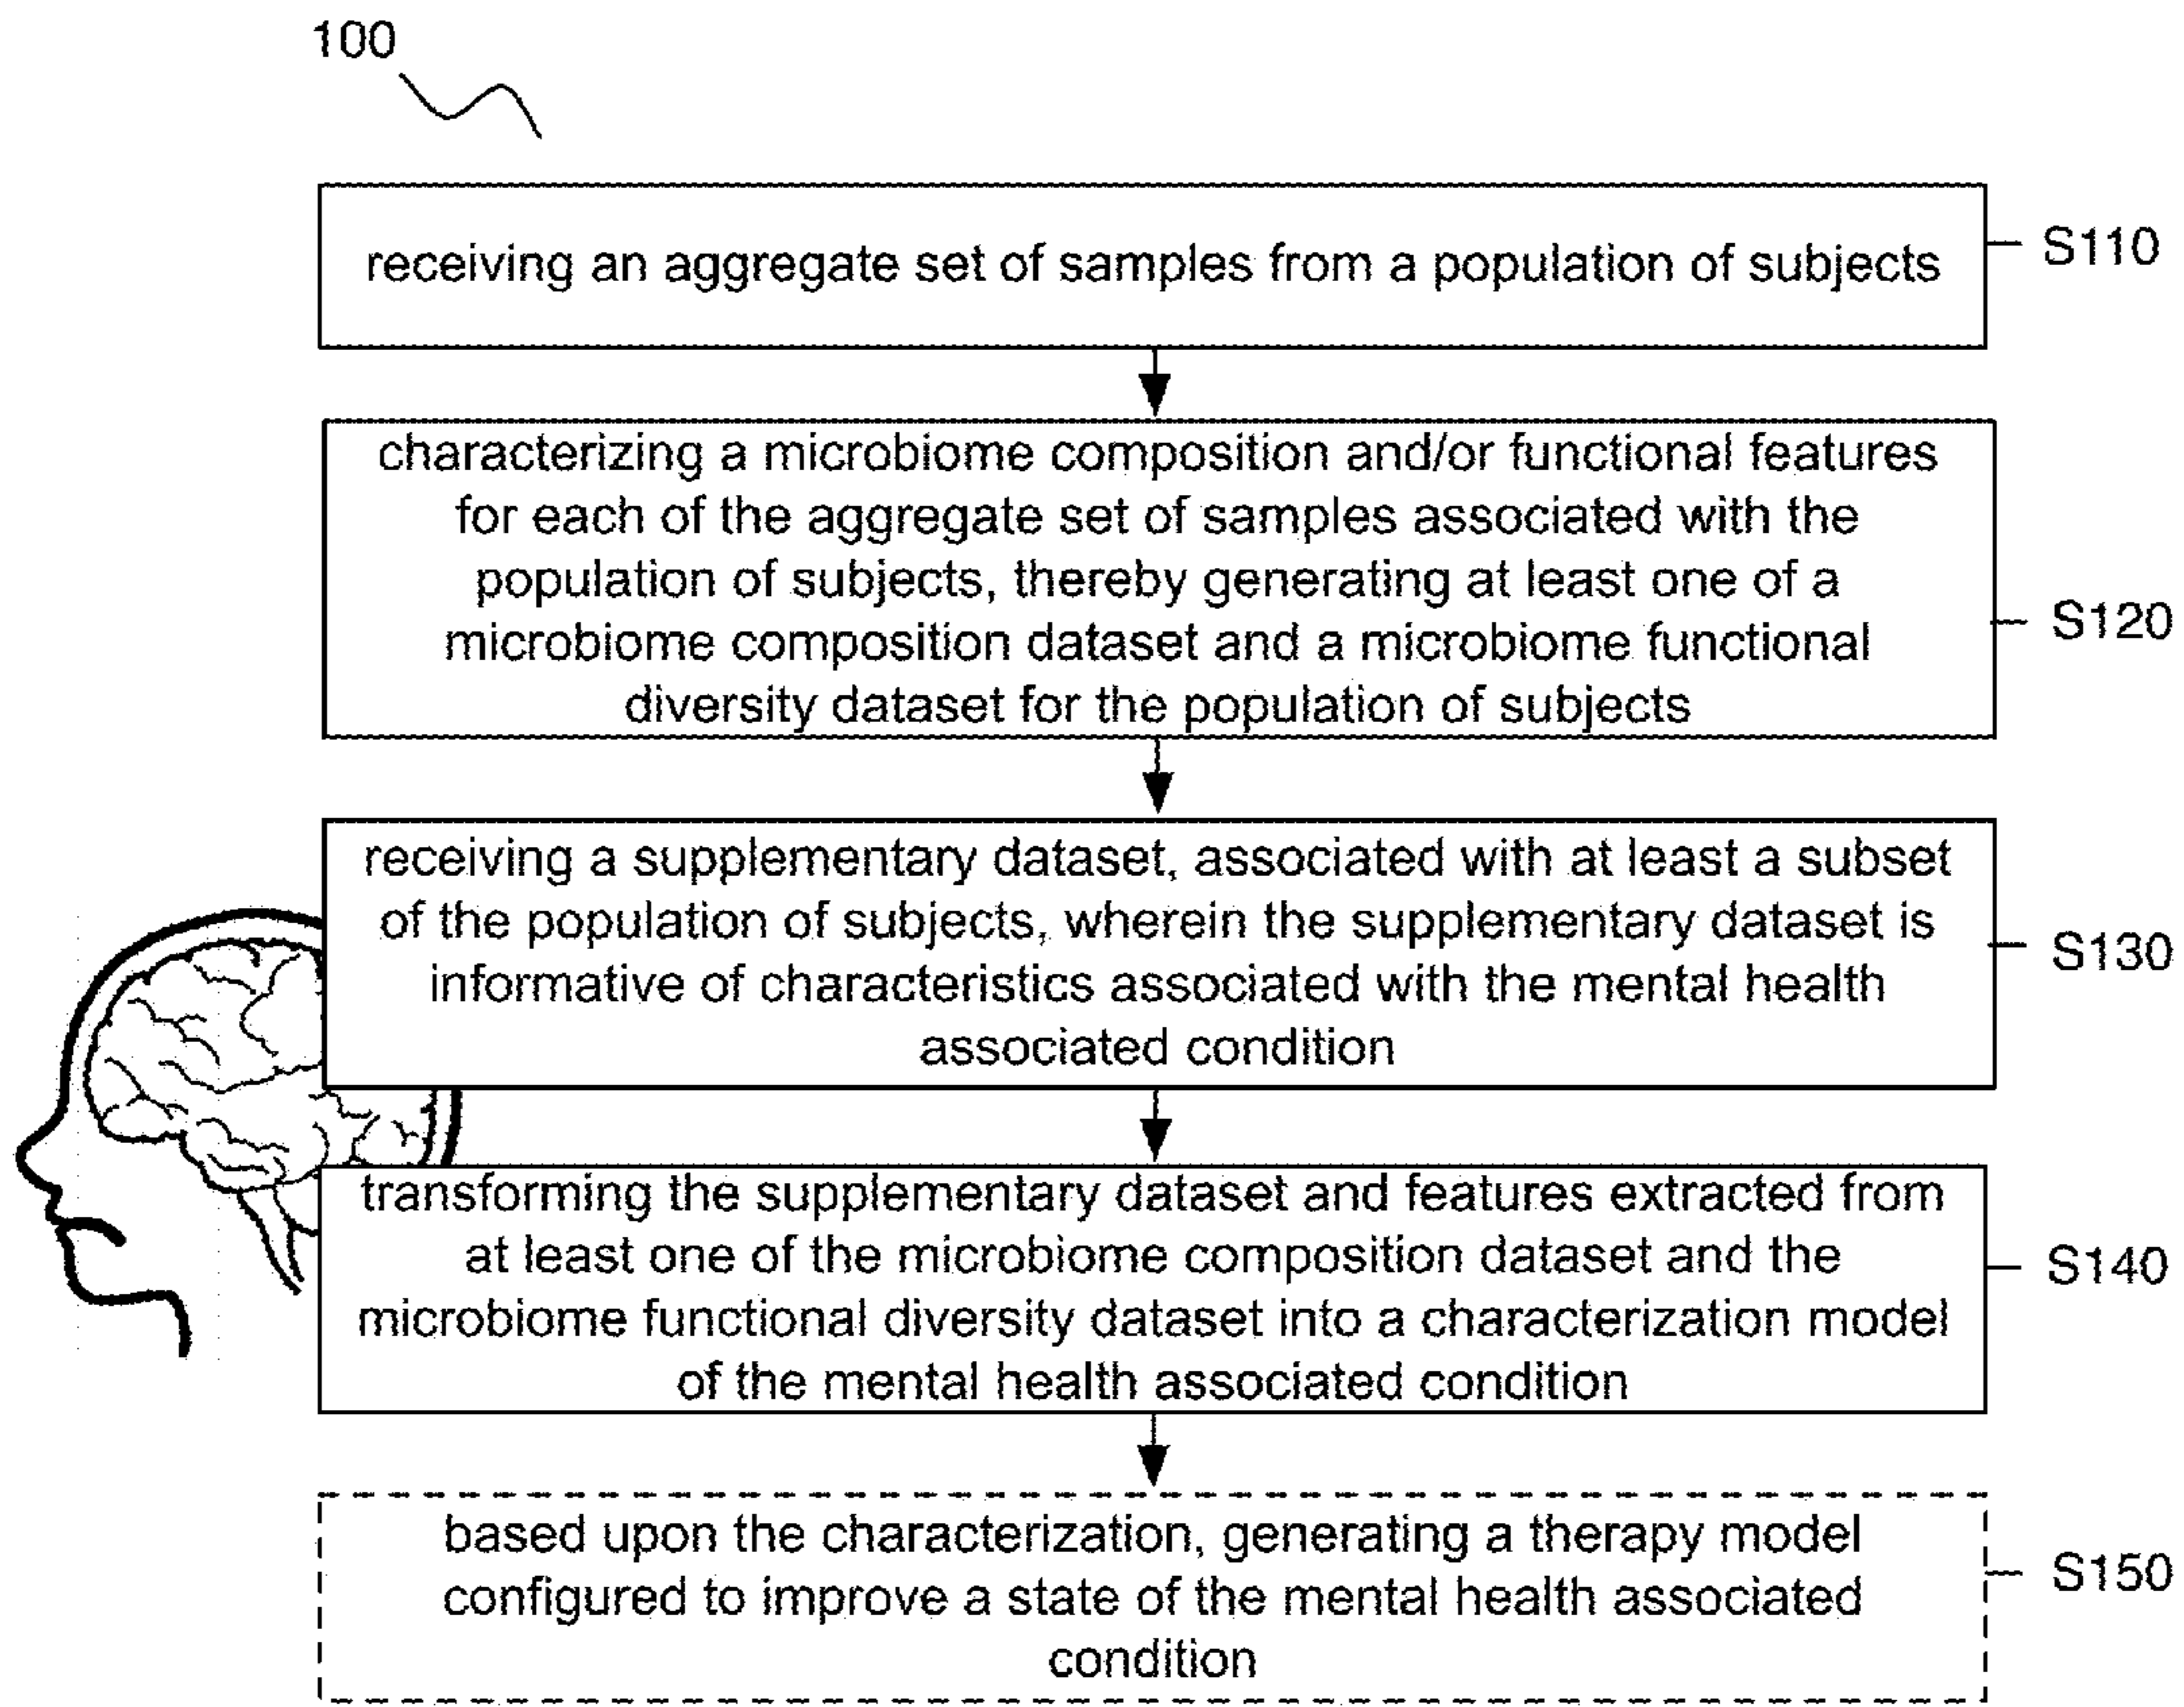 100
receiving an aggregate set of samples from a population of subjects
S110
characterizing a microbiome composition and/or functional features
for each of the aggregate set of samples associated with the
population of subjects, thereby generating at least one of a
microbiome composition dataset and a microbiome functional
diversity dataset for the population of subjects
S120
receiving a supplementary dataset, associated with at least a subset
of the population of subjects, wherein the supplementary dataset is
informative of characteristics associated with the mental health
associated condition
S130
transforming the supplementary dataset and features extracted from
at least one of the microbiome composition dataset and the
microbiome functional diversity dataset into a characterization model
of the mental health associated condition
S140
based upon the characterization, generating a therapy model
configured to improve a state of the mental health associated
condition
S150